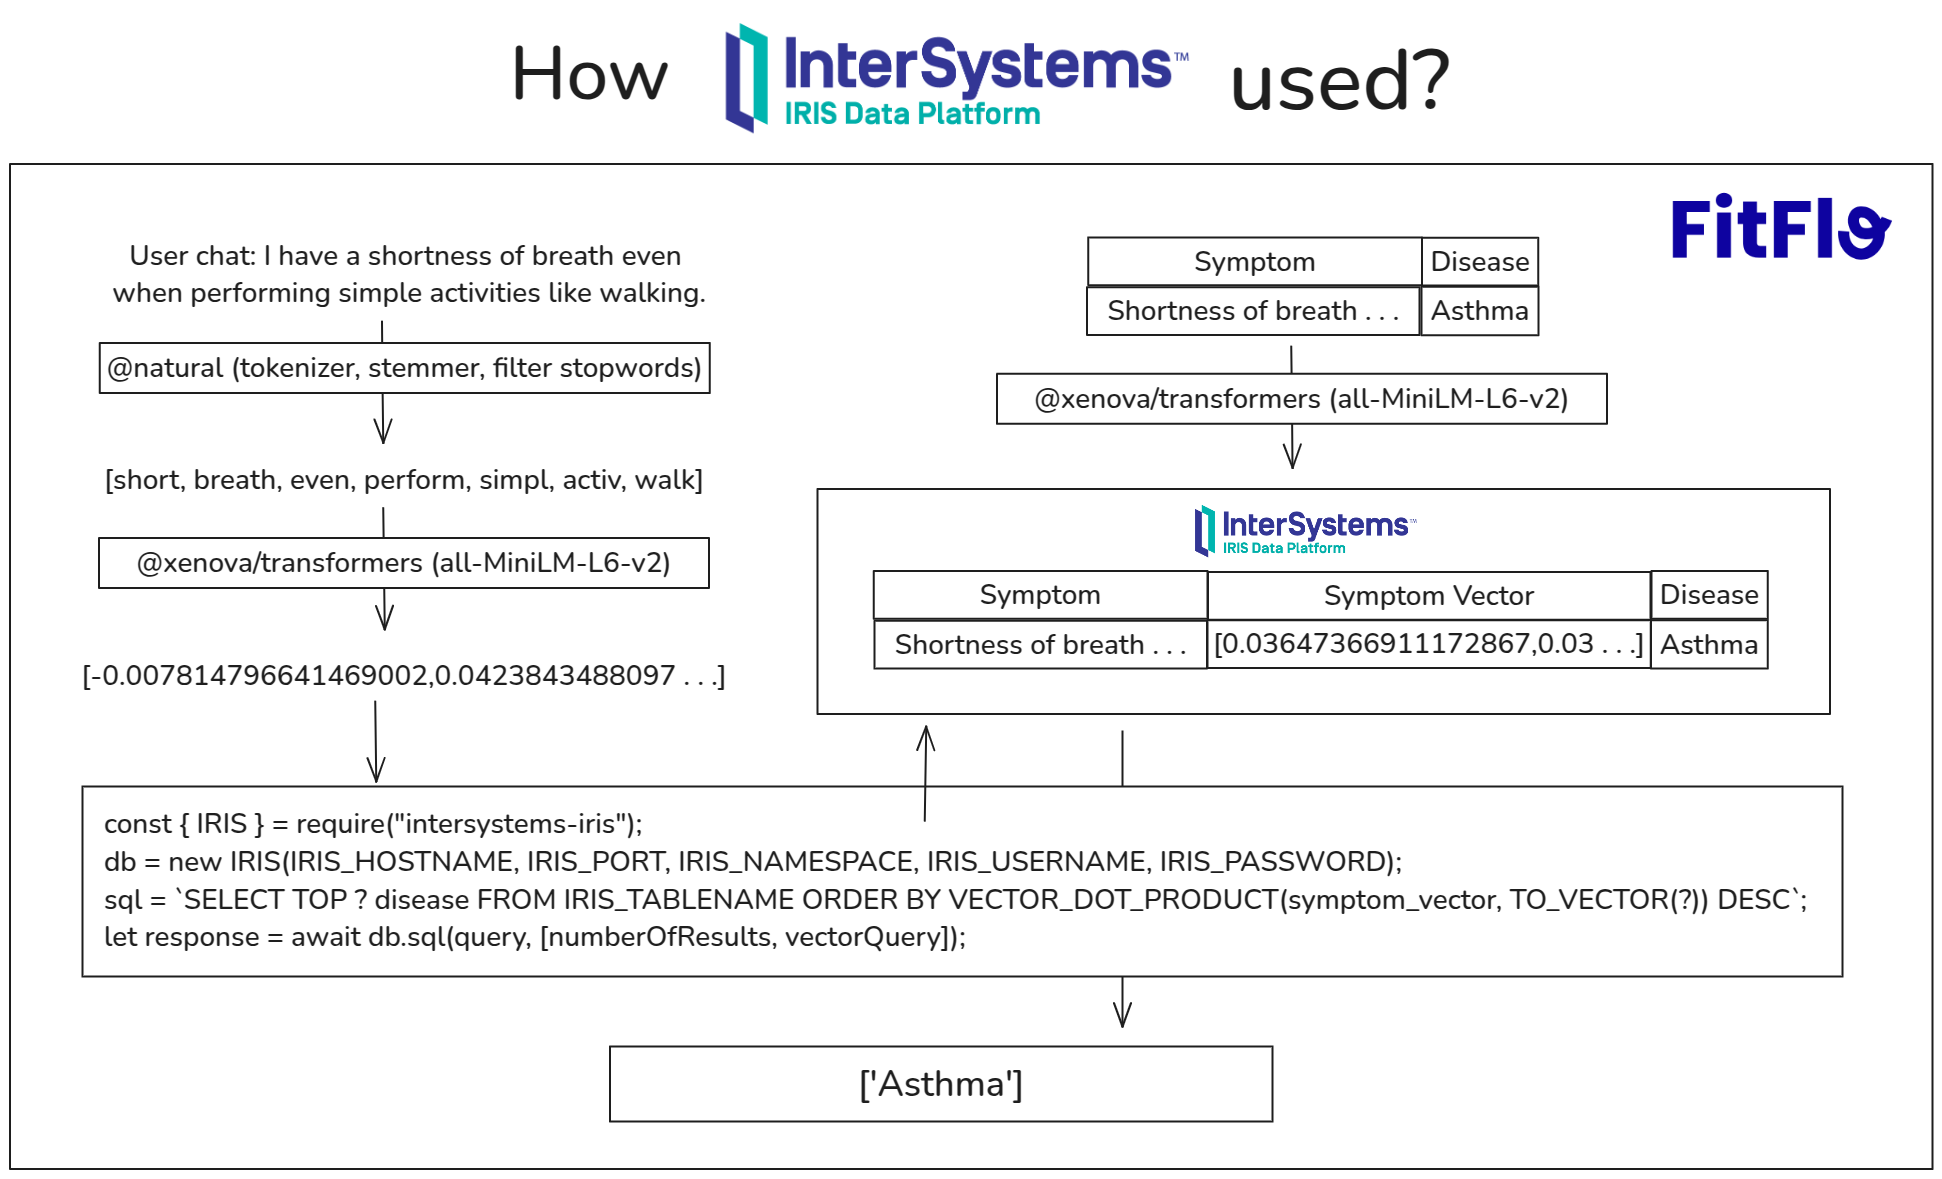 How InterSystems™ used?
IRIS Data Platform
FitFlo
User chat: I have a shortness of breath even
when performing simple activities like walking.
@natural (tokenizer, stemmer, filter stopwords)
[short, breath, even, perform, simpl, activ, walk]
@xenova/transformers (all-MiniLM-L6-v2)
[-0.007814796641469002,0.0423843488097 . . .]
Symptom Disease
Shortness of breath . . . Asthma
@xenova/transformers (all-MiniLM-L6-v2)
InterSystems™
IRIS Data Platform
Symptom Symptom Vector Disease
Shortness of breath . . . [0.03647366911172867,0.03 . . .] Asthma
const { IRIS } = require("intersystems-iris");
db = new IRIS(IRIS_HOSTNAME, IRIS_PORT, IRIS_NAMESPACE, IRIS_USERNAME, IRIS_PASSWORD);
sql = `SELECT TOP ? disease FROM IRIS_TABLENAME ORDER BY VECTOR_DOT_PRODUCT(symptom_vector, TO_VECTOR(?)) DESC`;
let response = await db.sql(query, [numberOfResults, vectorQuery]);
['Asthma']